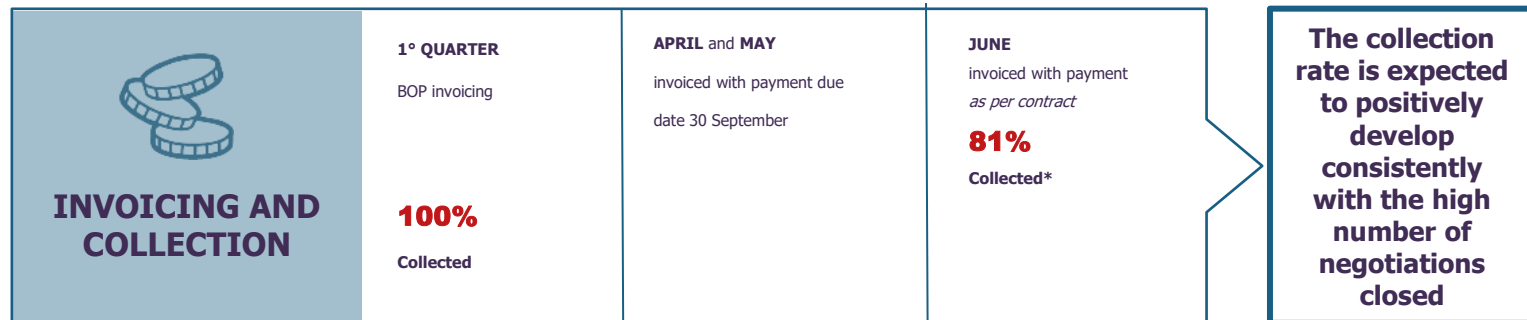 INVOICING AND
COLLECTION
1° QUARTER
BOP invoicing
100%
Collected
APRIL and MAY
invoiced with payment due
date 30 September
JUNE
invoiced with payment
as per contract
81%
Collected*
The collection
rate is expected
to positively
develop
consistently
with the high
number of
negotiations
closed